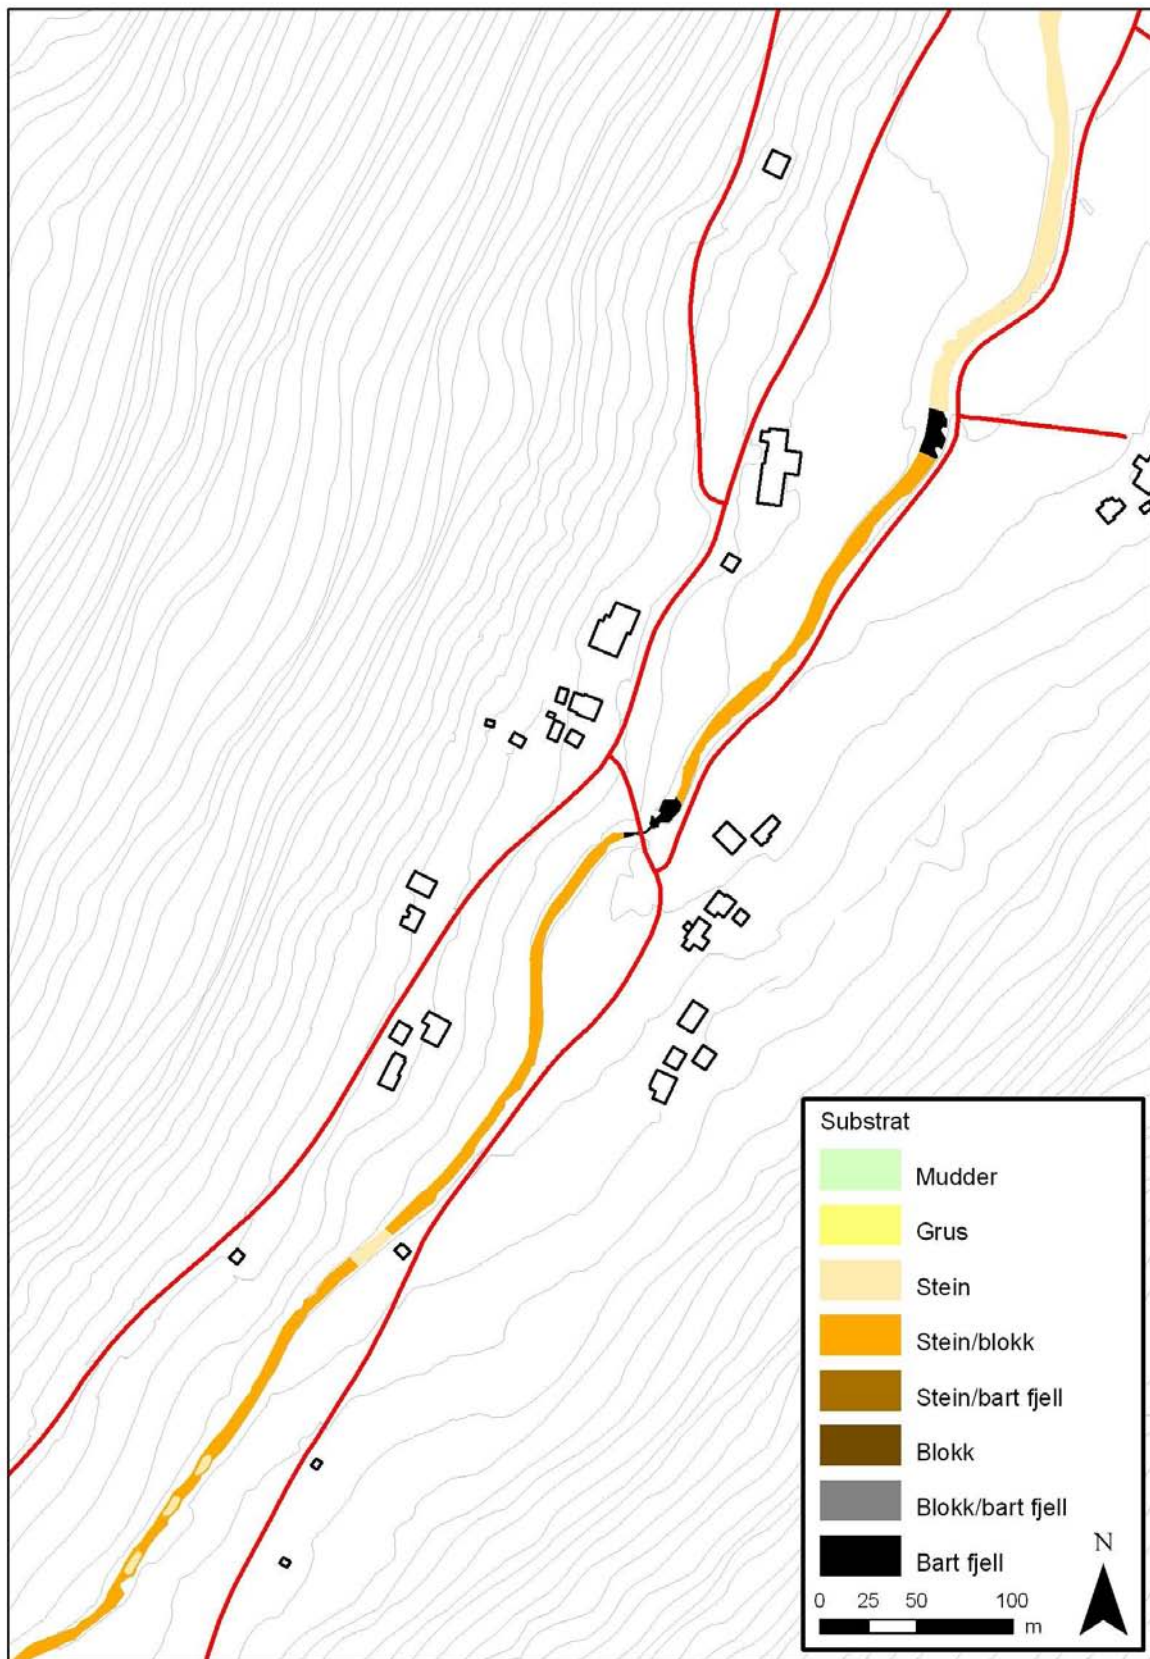 Substrat
Mudder
Grus
Stein
Stein/blokk
Stein/bart fjell
Blokk
Blokk/bart fjell
Bart fjell
N
0 25 50 100
m